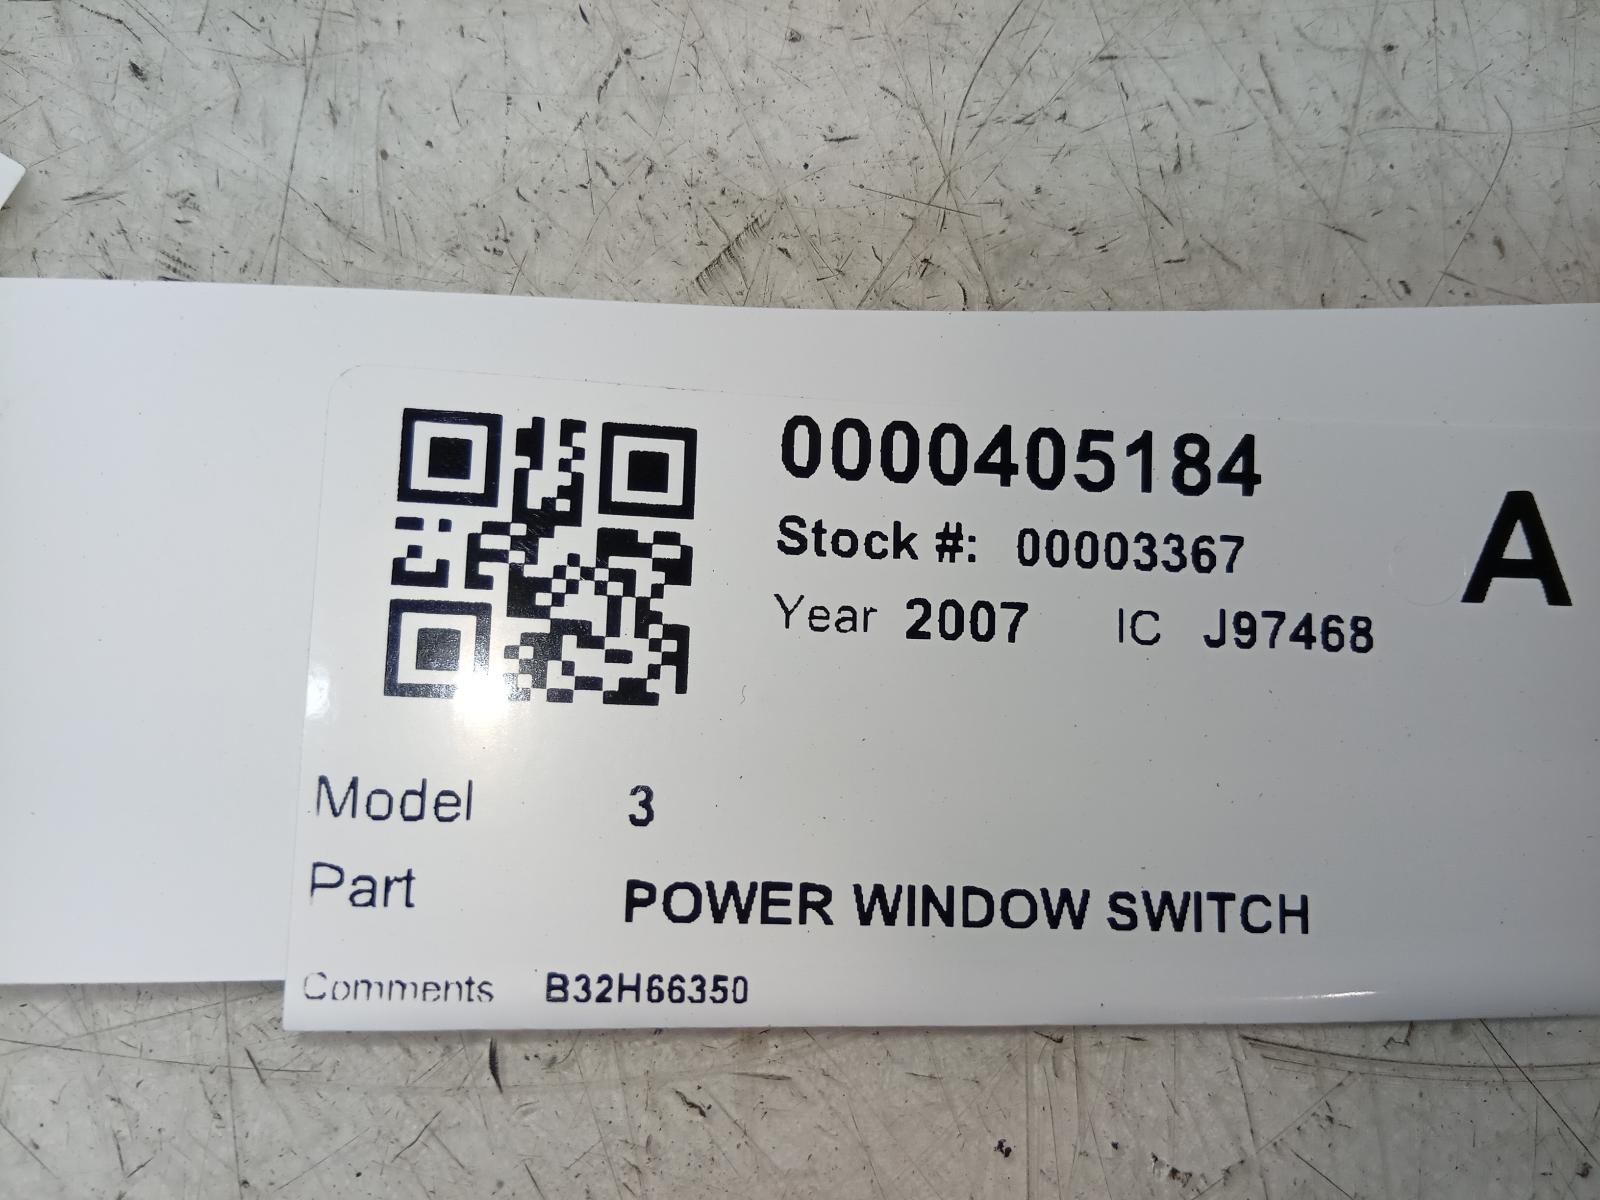 0000405184
Stock #: 00003367
A
Year 2007 IC J97468
Model 3
Part POWER WINDOW SWITCH
Comments B32H66350